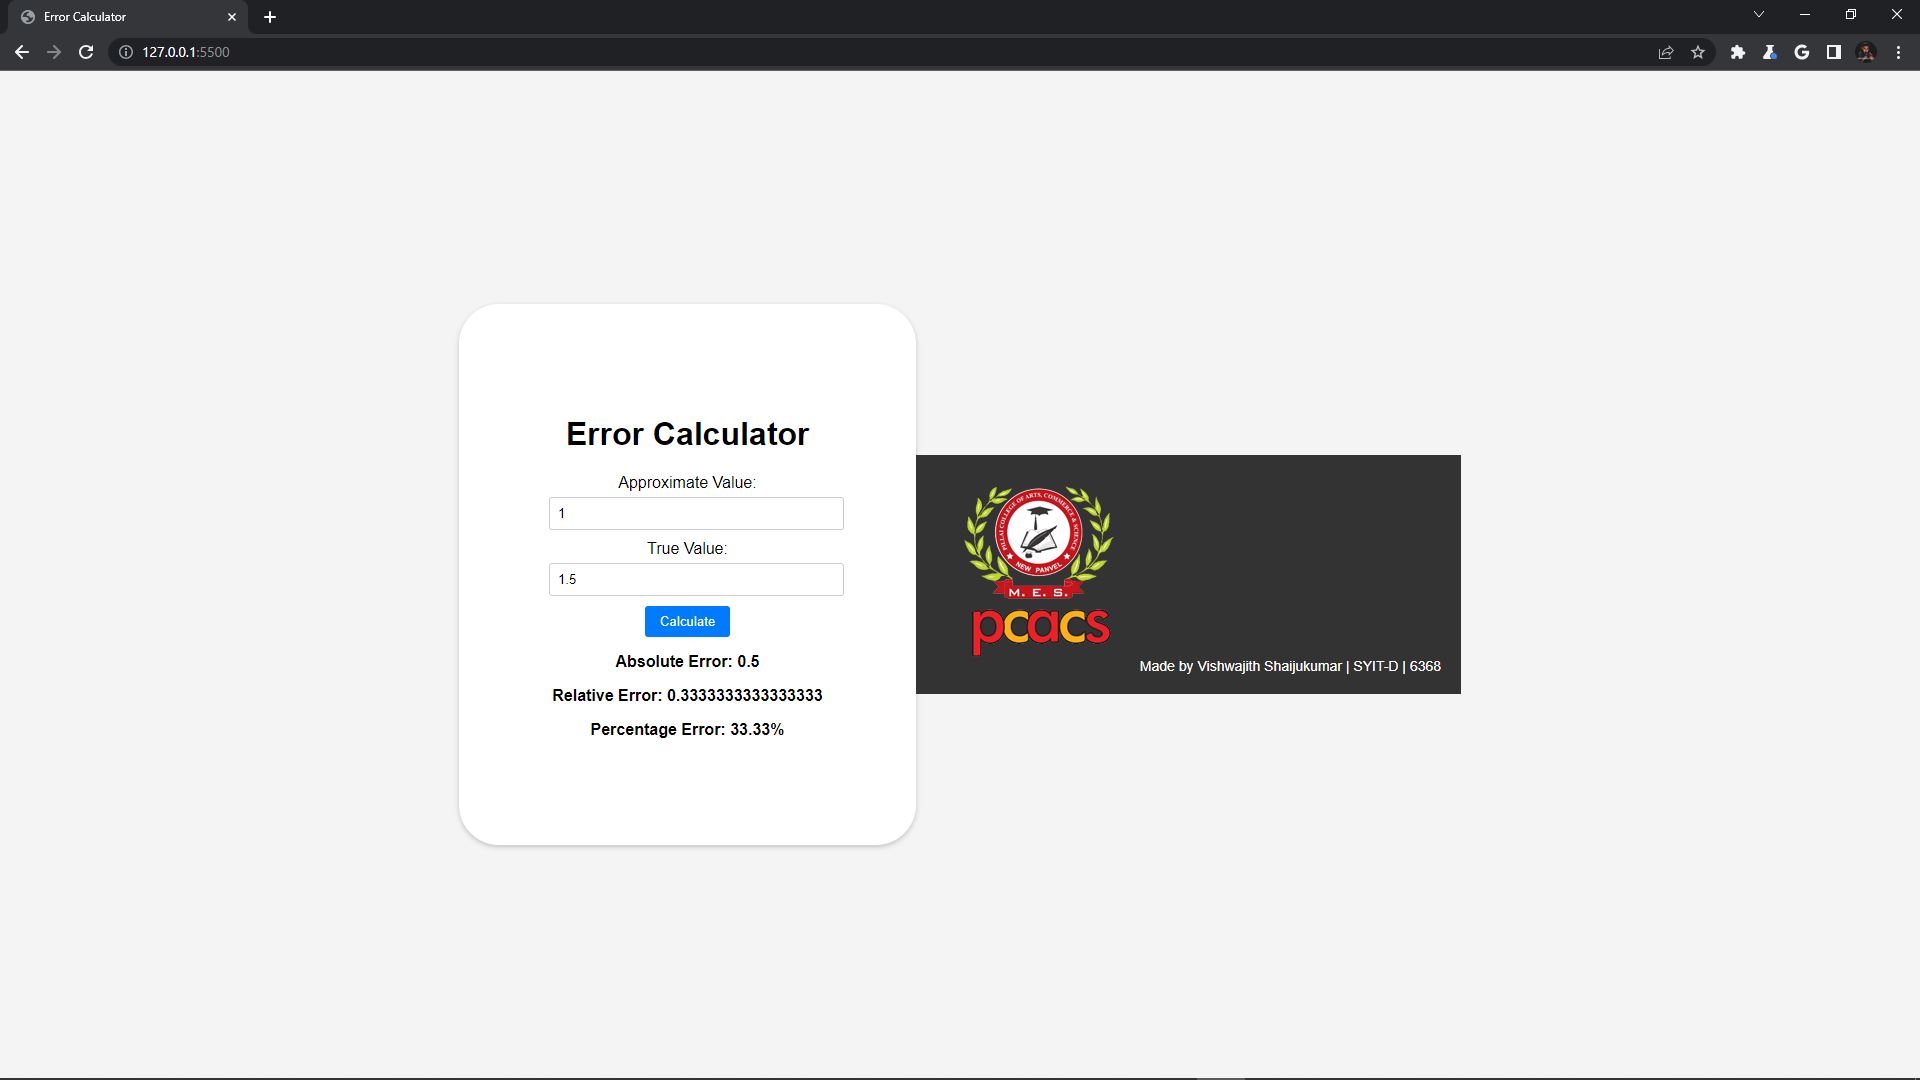 Error Calculator
127.0.0.1:5500
Error Calculator
Approximate Value:
1
True Value:
1.5
Calculate
Absolute Error: 0.5
Relative Error: 0.3333333333333333
Percentage Error: 33.33%
PILLAI COLLEGE OF ARTS, COMMERCE & SCIENCE
NEW PANVEL
M. E. S.
pcacs
Made by Vishwajith Shaijukumar | SYIT-D | 6368